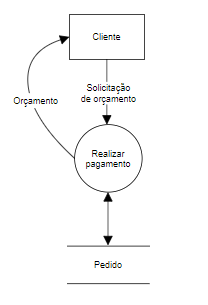 Cliente
Solicitação
de orçamento
Orçamento
Realizar
pagamento
Pedido